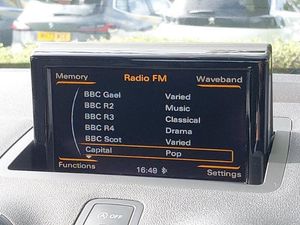 Memory Radio FM Waveband
BBC Gael Varied
BBC R2 Music
BBC R3 Classical
BBC R4 Drama
BBC Scot Varied
Capital Pop
Functions 16:49 Settings
OFF